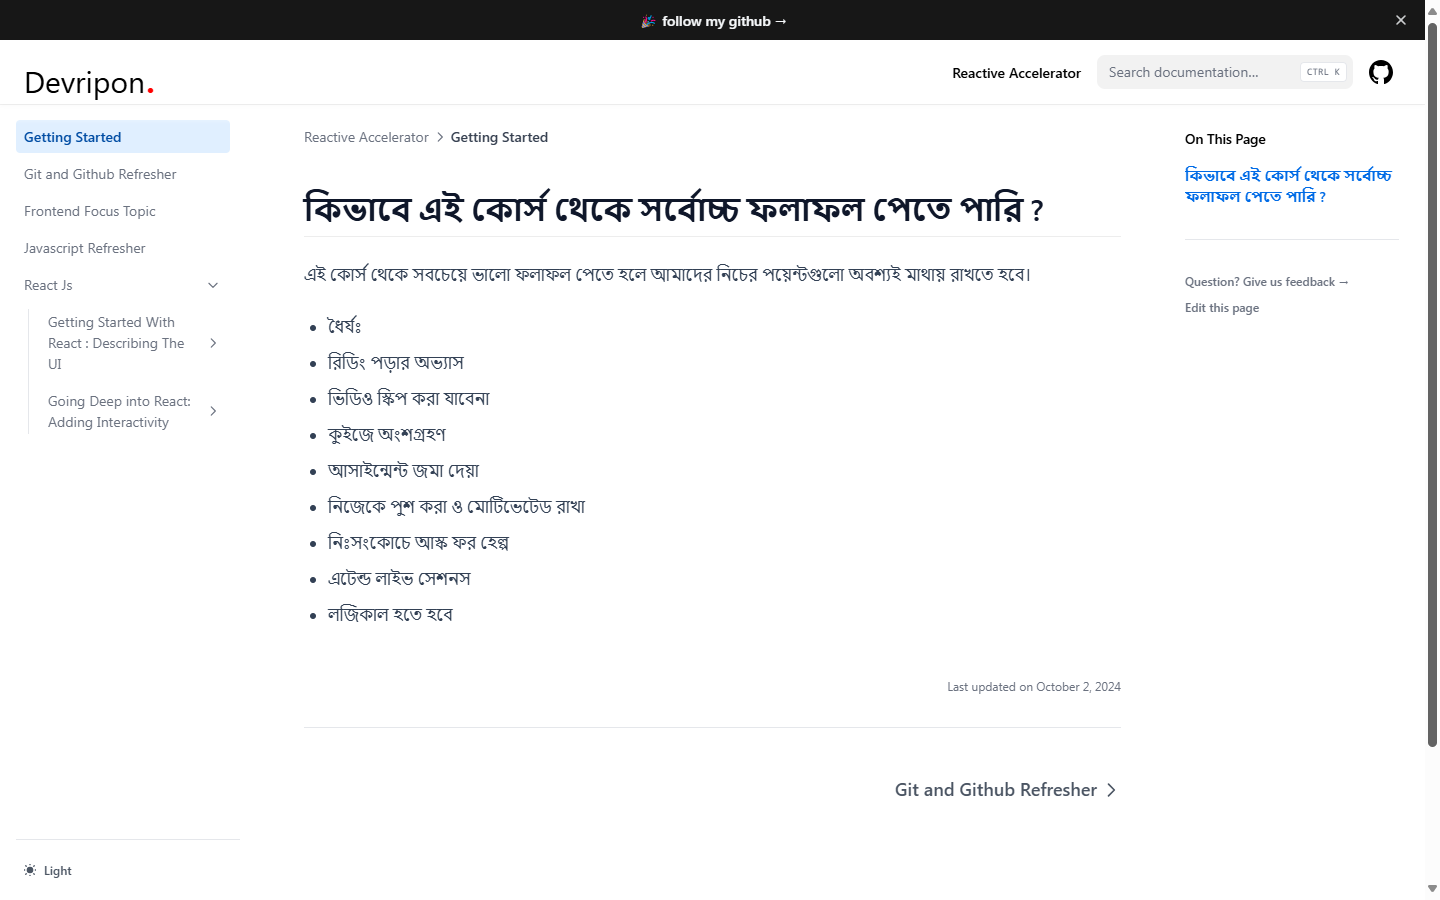 🎉 follow my github →
Devripon.
Reactive Accelerator
Search documentation...
CTRL K
Getting Started
Git and Github Refresher
Frontend Focus Topic
Javascript Refresher
React Js
Getting Started With
React : Describing The
UI
Going Deep into React:
Adding Interactivity
Light
Reactive Accelerator > Getting Started
কিভাবে এই কোর্স থেকে সর্বোচ্চ ফলাফল পেতে পারি ?
এই কোর্স থেকে সবচেয়ে ভালো ফলাফল পেতে হলে আমাদের নিচের পয়েন্টগুলো অবশ্যই মাথায় রাখতে হবে।
• ধৈর্যঃ
• রিডিং পড়ার অভ্যাস
• ভিডিও স্কিপ করা যাবেনা
• কুইজে অংশগ্রহণ
• আসাইন্মেন্ট জমা দেয়া
• নিজেকে পুশ করা ও মোটিভেটেড রাখা
• নিঃসংকোচে আস্ক ফর হেল্প
• এটেন্ড লাইভ সেশনস
• লজিকাল হতে হবে
Last updated on October 2, 2024
Git and Github Refresher
On This Page
কিভাবে এই কোর্স থেকে সর্বোচ্চ
ফলাফল পেতে পারি ?
Question? Give us feedback →
Edit this page